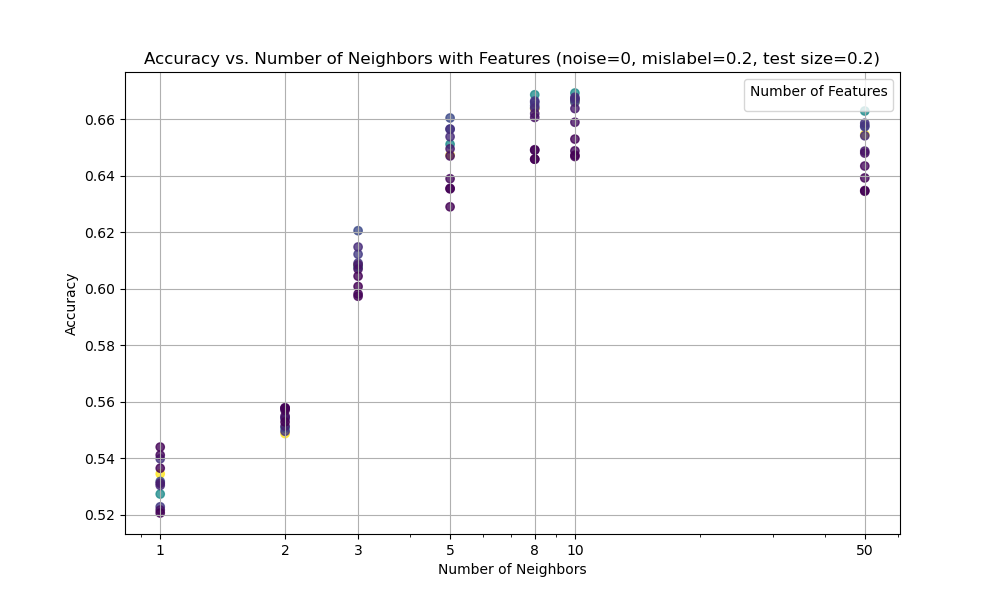 Accuracy vs. Number of Neighbors with Features (noise=0, mislabel=0.2, test size=0.2)
Number of Features
0.66
0.64
0.62
0.60
0.58
0.56
0.54
0.52
Accuracy
1 2 3 5 8 10 50
Number of Neighbors